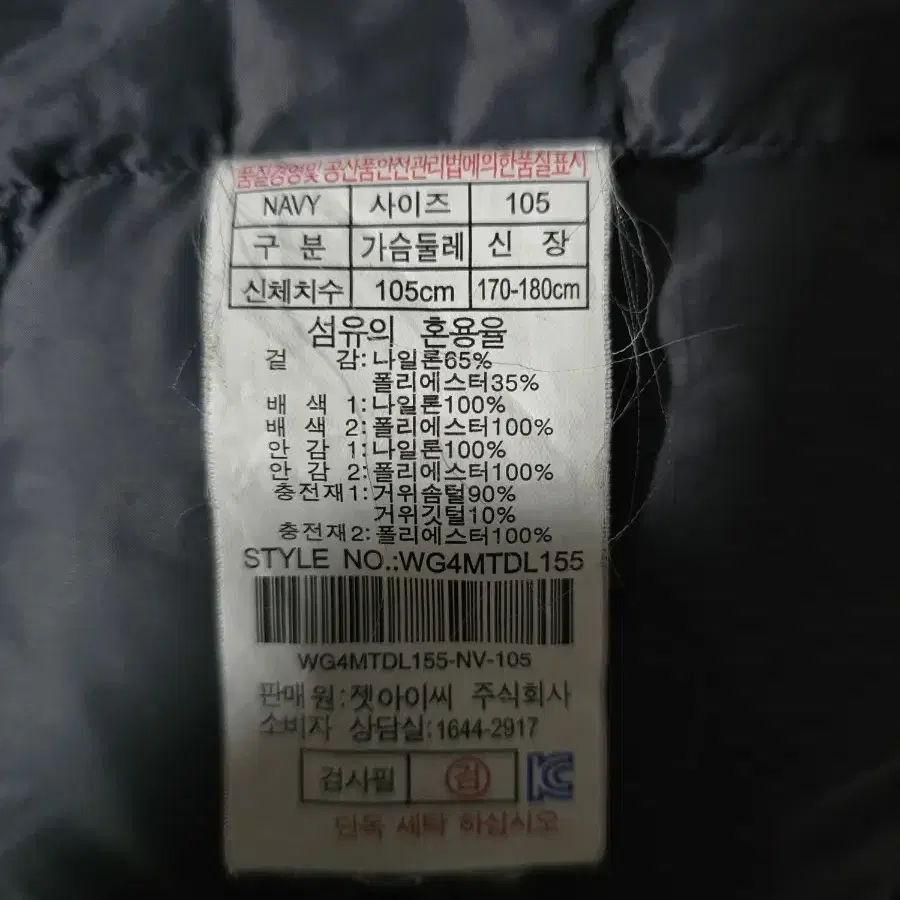 품질경영및 공산품안전관리법에의한품질표시
NAVY 사이즈 105
구 분 가슴둘레 신 장
신체치수 105cm 170-180cm
섬유의 혼용율
겉 감: 나일론65%
폴리에스터35%
배 색 1: 나일론100%
배 색 2: 폴리에스터100%
안 감 1: 나일론100%
안 감 2: 폴리에스터100%
충전재1: 거위솜털90%
거위깃털10%
충전재2: 폴리에스터100%
STYLE NO.:WG4MTDL155
WG4MTDL155-NV-105
판매원:젯아이씨 주식회사
소비자 상담실:1644-2917
검사필 검 KC
단독 세탁 하십시오